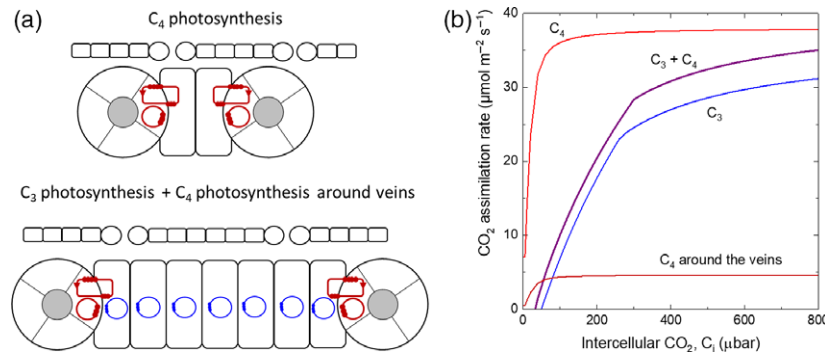 (a)
C₄ photosynthesis
C₃ photosynthesis + C₄ photosynthesis around veins
(b)
CO₂ assimilation rate (μmol m⁻² s⁻¹)
40
30
20
10
0
C₄
C₃ + C₄
C₃
C₄ around the veins
0
200
400
600
800
Intercellular CO₂, Cᵢ (μbar)